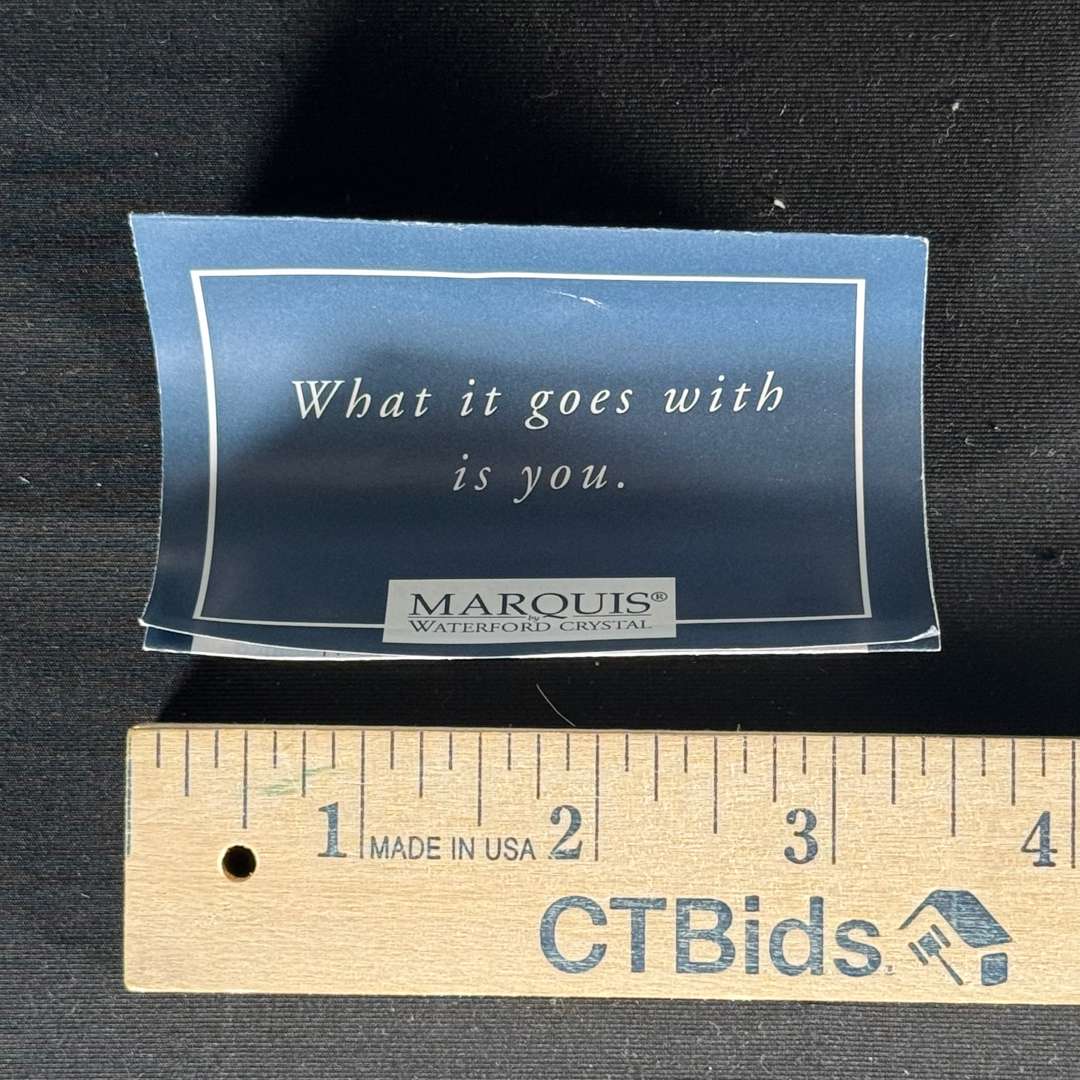 What it goes with
is you.
MARQUIS®
by
WATERFORD CRYSTAL
1 MADE IN USA 2 3 4
CTBids